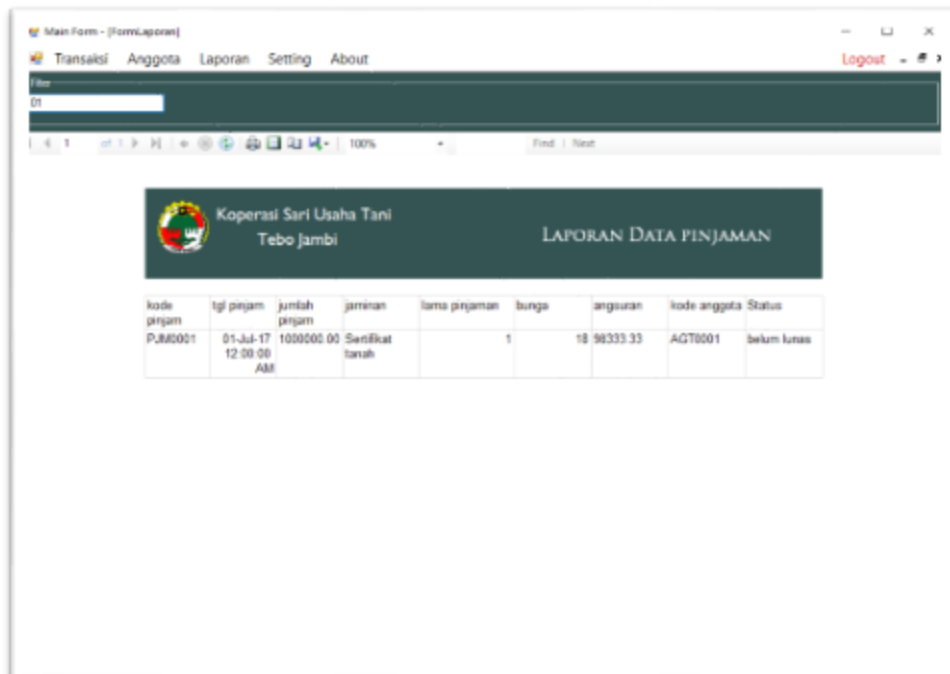 Main Form - [FormLaporan]
Transaksi Anggota Laporan Setting About Logout
Filter
01
1 of 1 100% Find | Next
Koperasi Sari Usaha Tani
Tebo Jambi
LAPORAN DATA PINJAMAN
kode pinjam tgl pinjam jumlah pinjam jaminan lama pinjaman bunga angsuran kode anggota Status
PJM0001 01-Jul-17 12:00:00 AM 1000000.00 Sertifikat tanah 1 18 98333.33 AGT0001 belum lunas